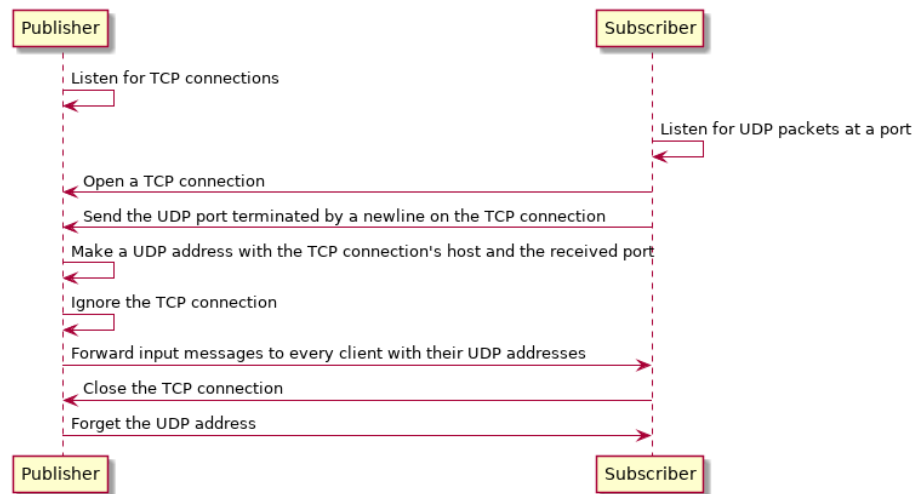 Publisher
Subscriber
Listen for TCP connections
Listen for UDP packets at a port
Open a TCP connection
Send the UDP port terminated by a newline on the TCP connection
Make a UDP address with the TCP connection's host and the received port
Ignore the TCP connection
Forward input messages to every client with their UDP addresses
Close the TCP connection
Forget the UDP address
Publisher
Subscriber